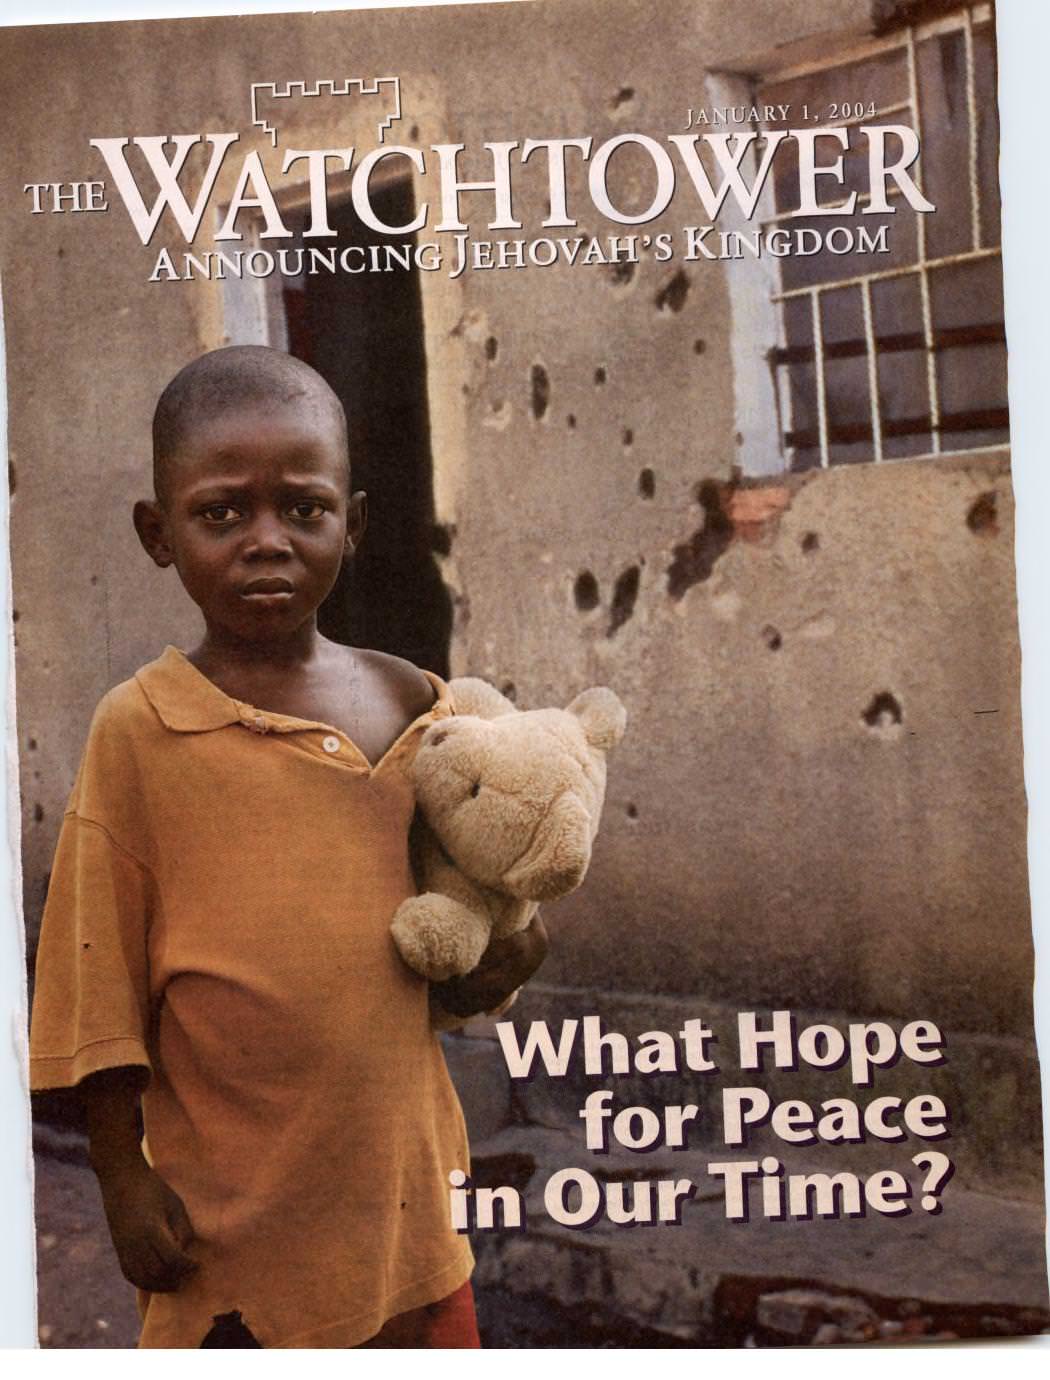 JANUARY 1, 2004
THE WATCHTOWER
ANNOUNCING JEHOVAH'S KINGDOM
What Hope
for Peace
in Our Time?